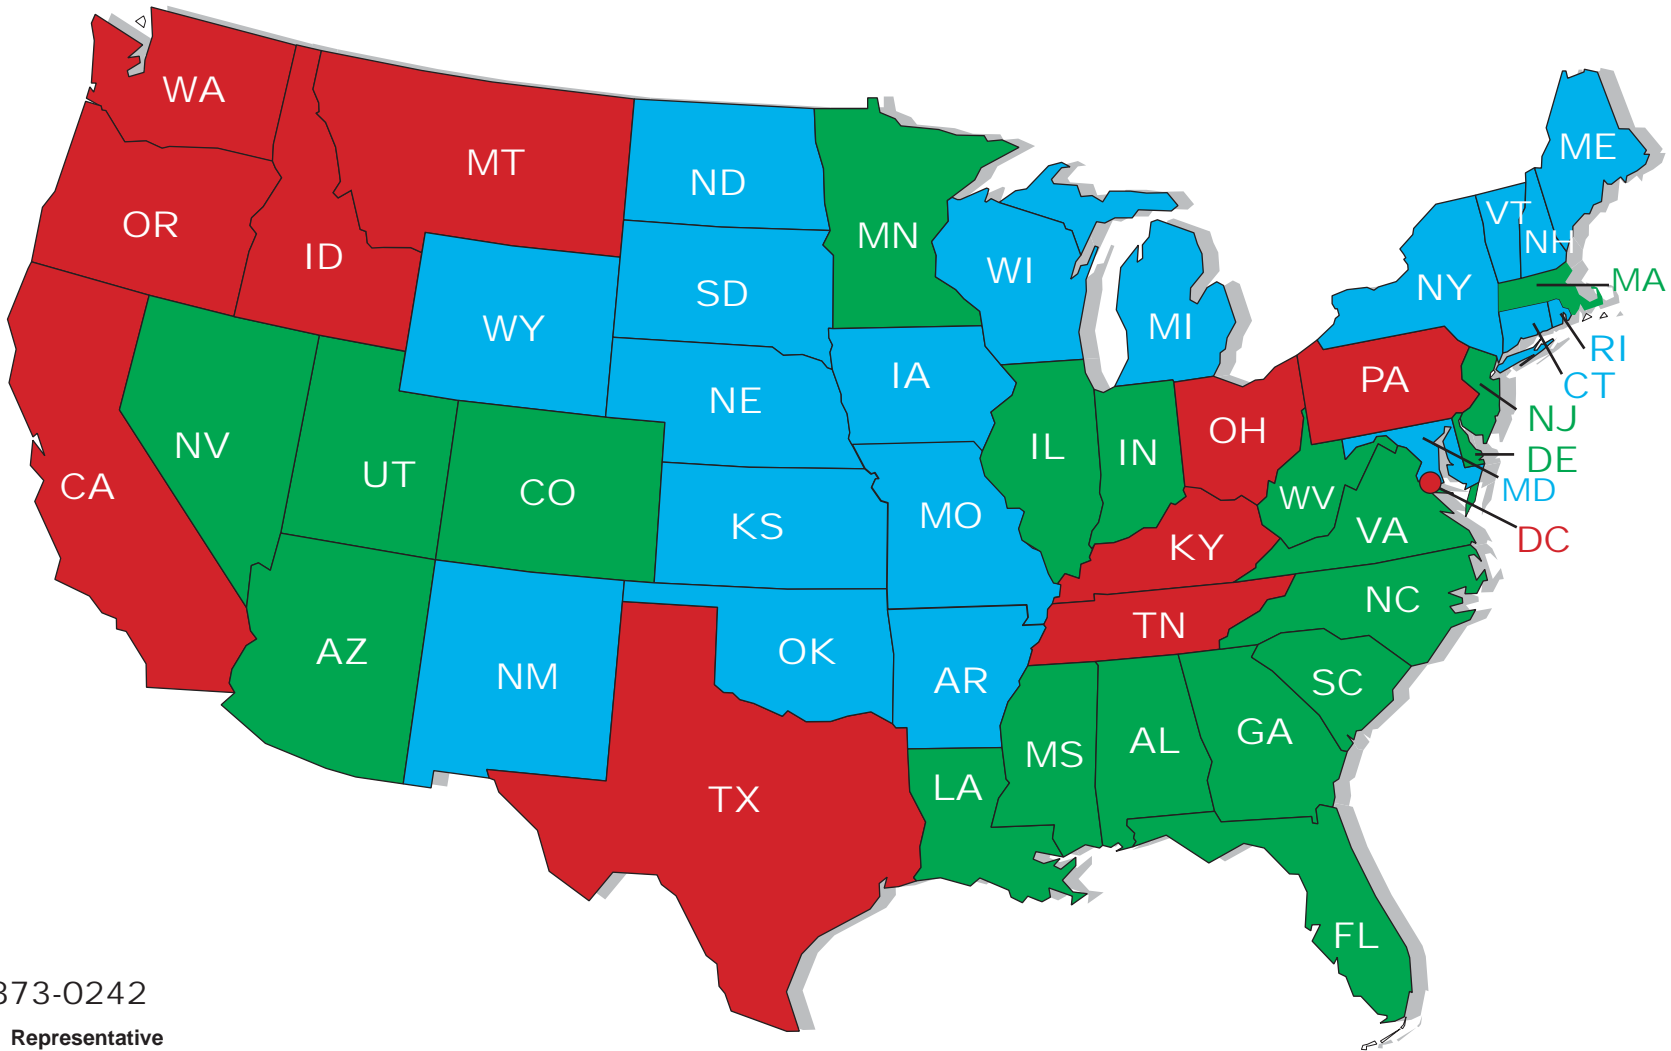 WA
MT
ND
MN
ME
OR
ID
VT
NH
WI
SD
NY
MA
WY
MI
RI
IA
PA
CT
NE
NJ
NV
OH
IL
IN
DE
UT
CA
CO
WV
MD
MO
KS
VA
DC
KY
NC
AZ
TN
OK
NM
AR
SC
GA
AL
MS
LA
TX
FL
373-0242
Representative